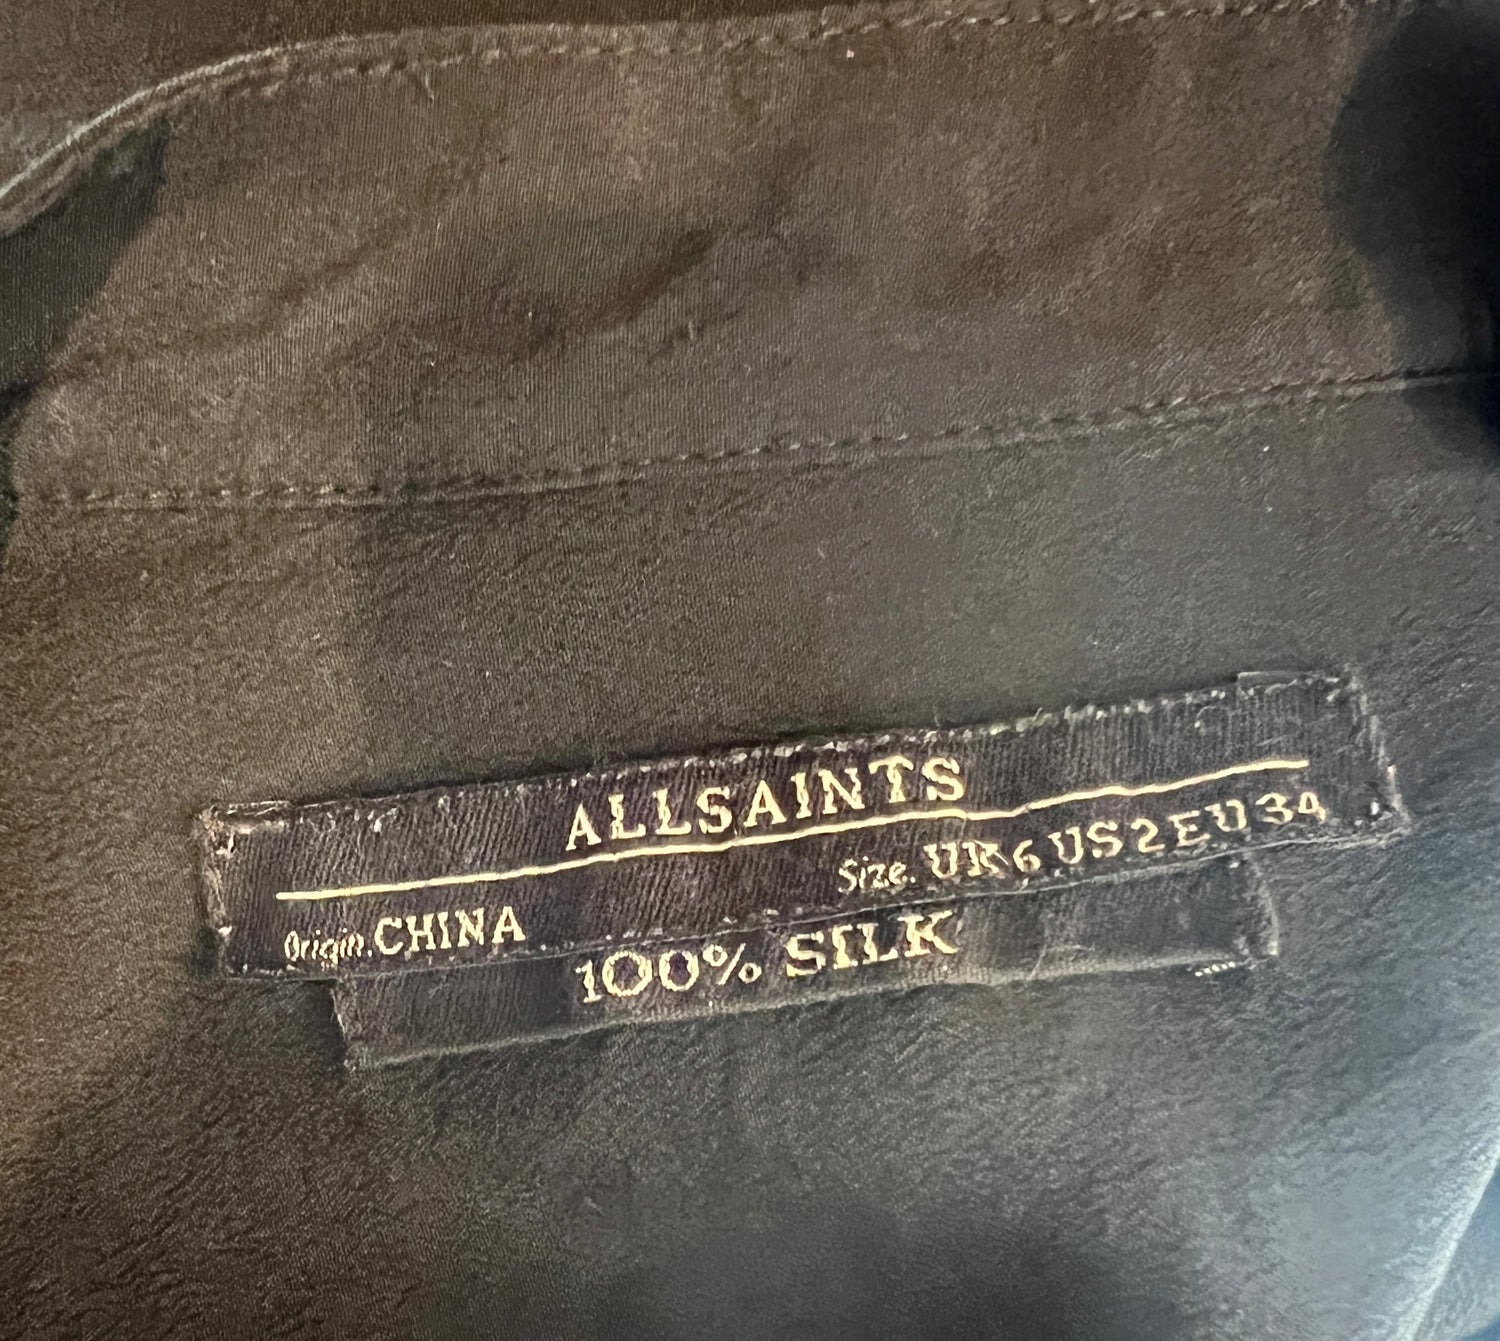 ALLSAINTS
Size. UK6 US2 EU34
Origin. CHINA
100% SILK